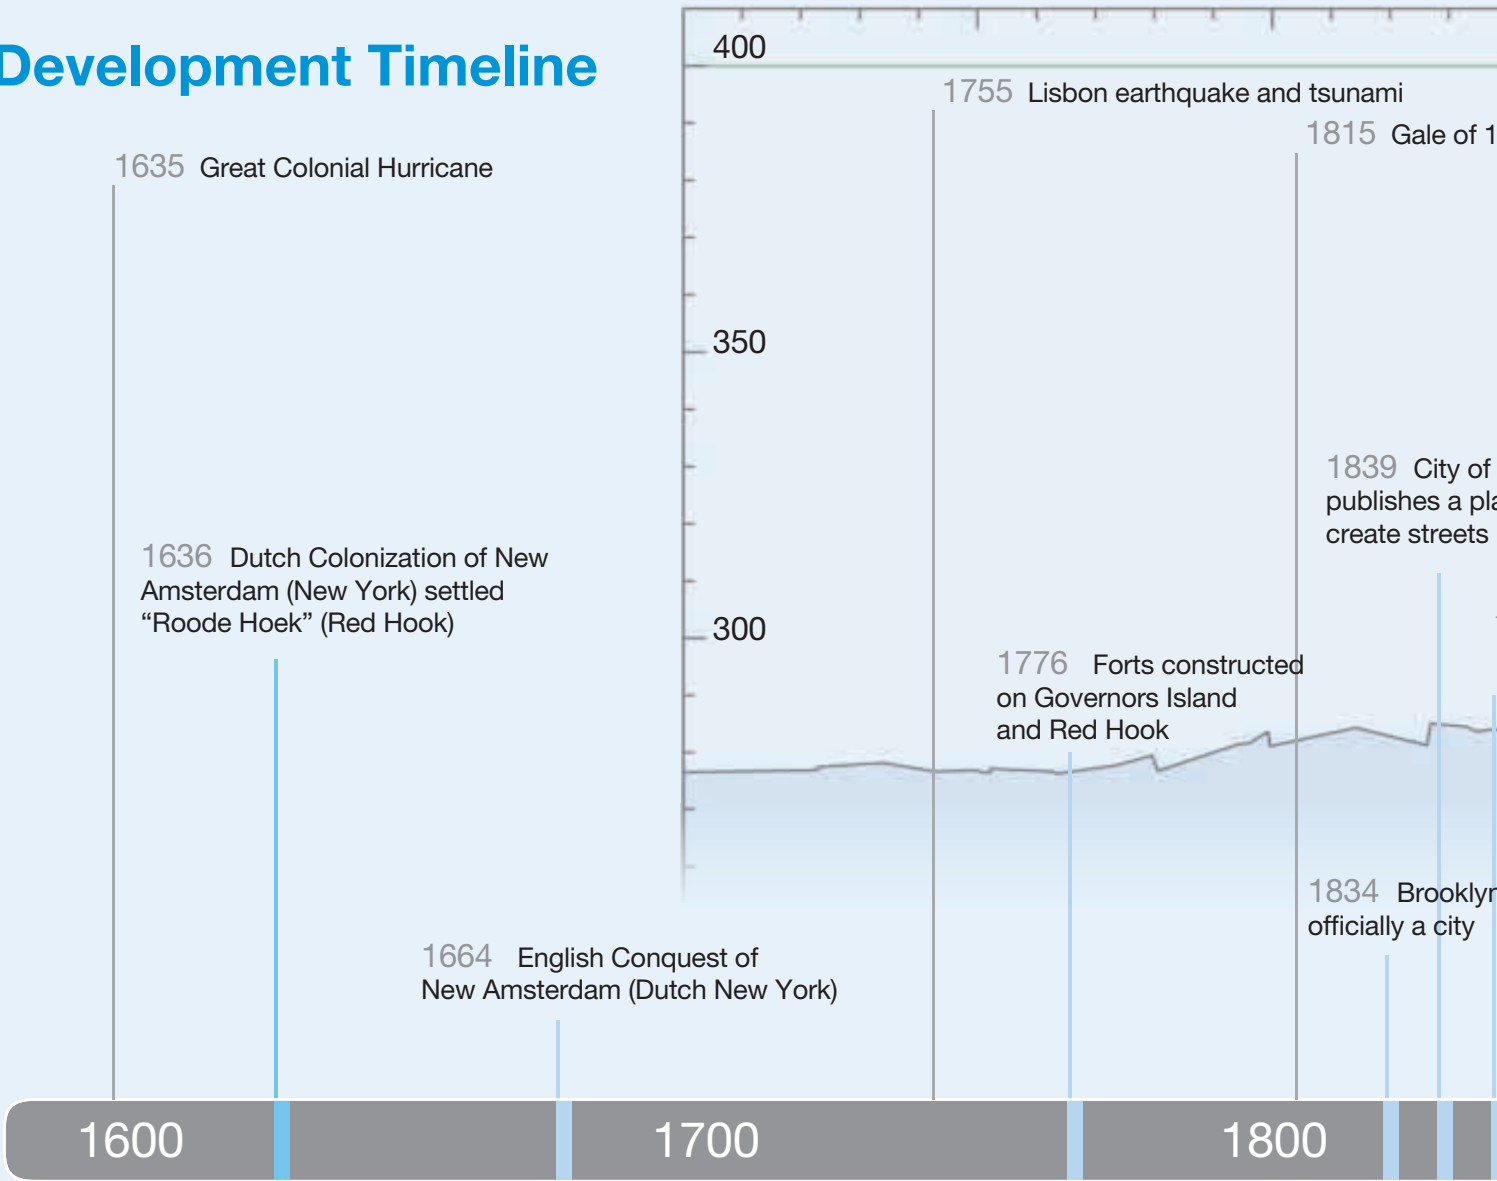 Development Timeline
400
1755 Lisbon earthquake and tsunami
1815 Gale of 1
1635 Great Colonial Hurricane
350
1839 City of
publishes a
create streets
1636 Dutch Colonization of New
Amsterdam (New York) settled
“Roode Hoek” (Red Hook)
300
1776 Forts constructed
on Governors Island
and Red Hook
1834 Brooklyn
officially a city
1664 English Conquest of
New Amsterdam (Dutch New York)
1600
1700
1800